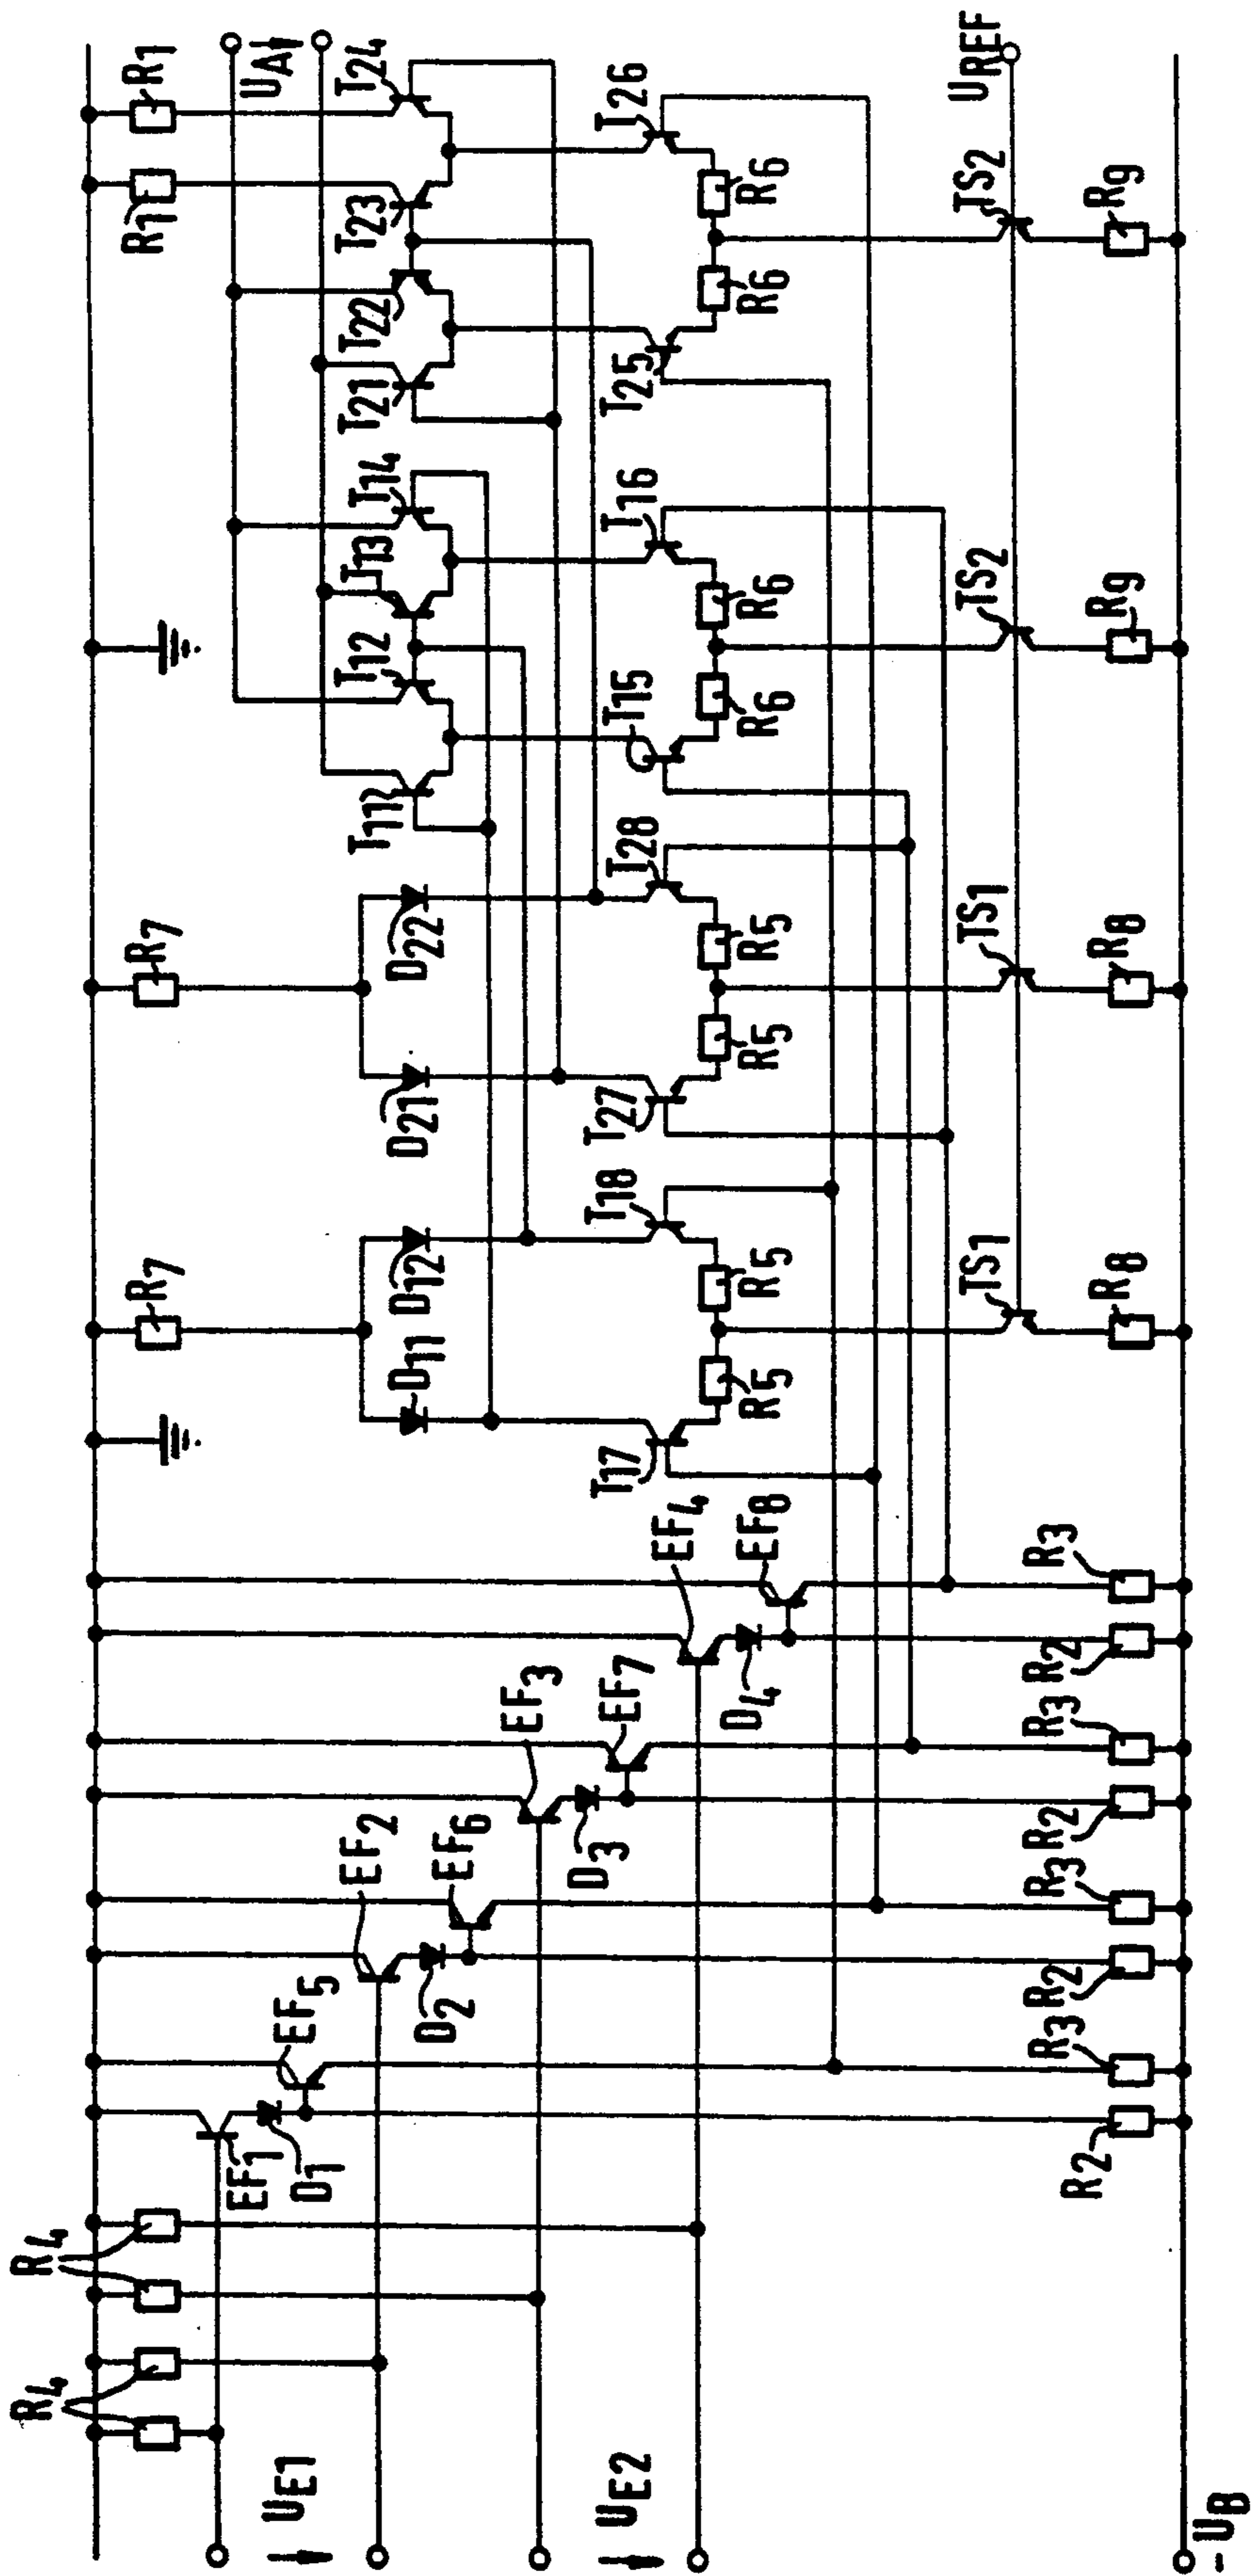 R4
R4
UE1
UE2
-UB
EF1
D1
EF5
EF2
D2
EF6
EF3
D3
EF7
EF4
D4
EF8
R2
R3
R2
R3
R2
R3
R2
R3
R7
D11
D12
T17
T18
R5
R5
TS1
R8
R7
D21
D22
T27
T28
R5
R5
TS1
R8
T11
T12
T13
T14
T15
T16
R6
R6
TS2
R9
R1
R1
UA
T21
T22
T23
T24
T25
T26
R6
R6
TS2
R9
UREF